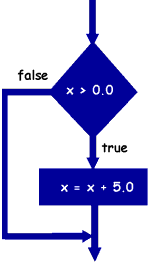 x > 0.0
false
true
x = x + 5.0